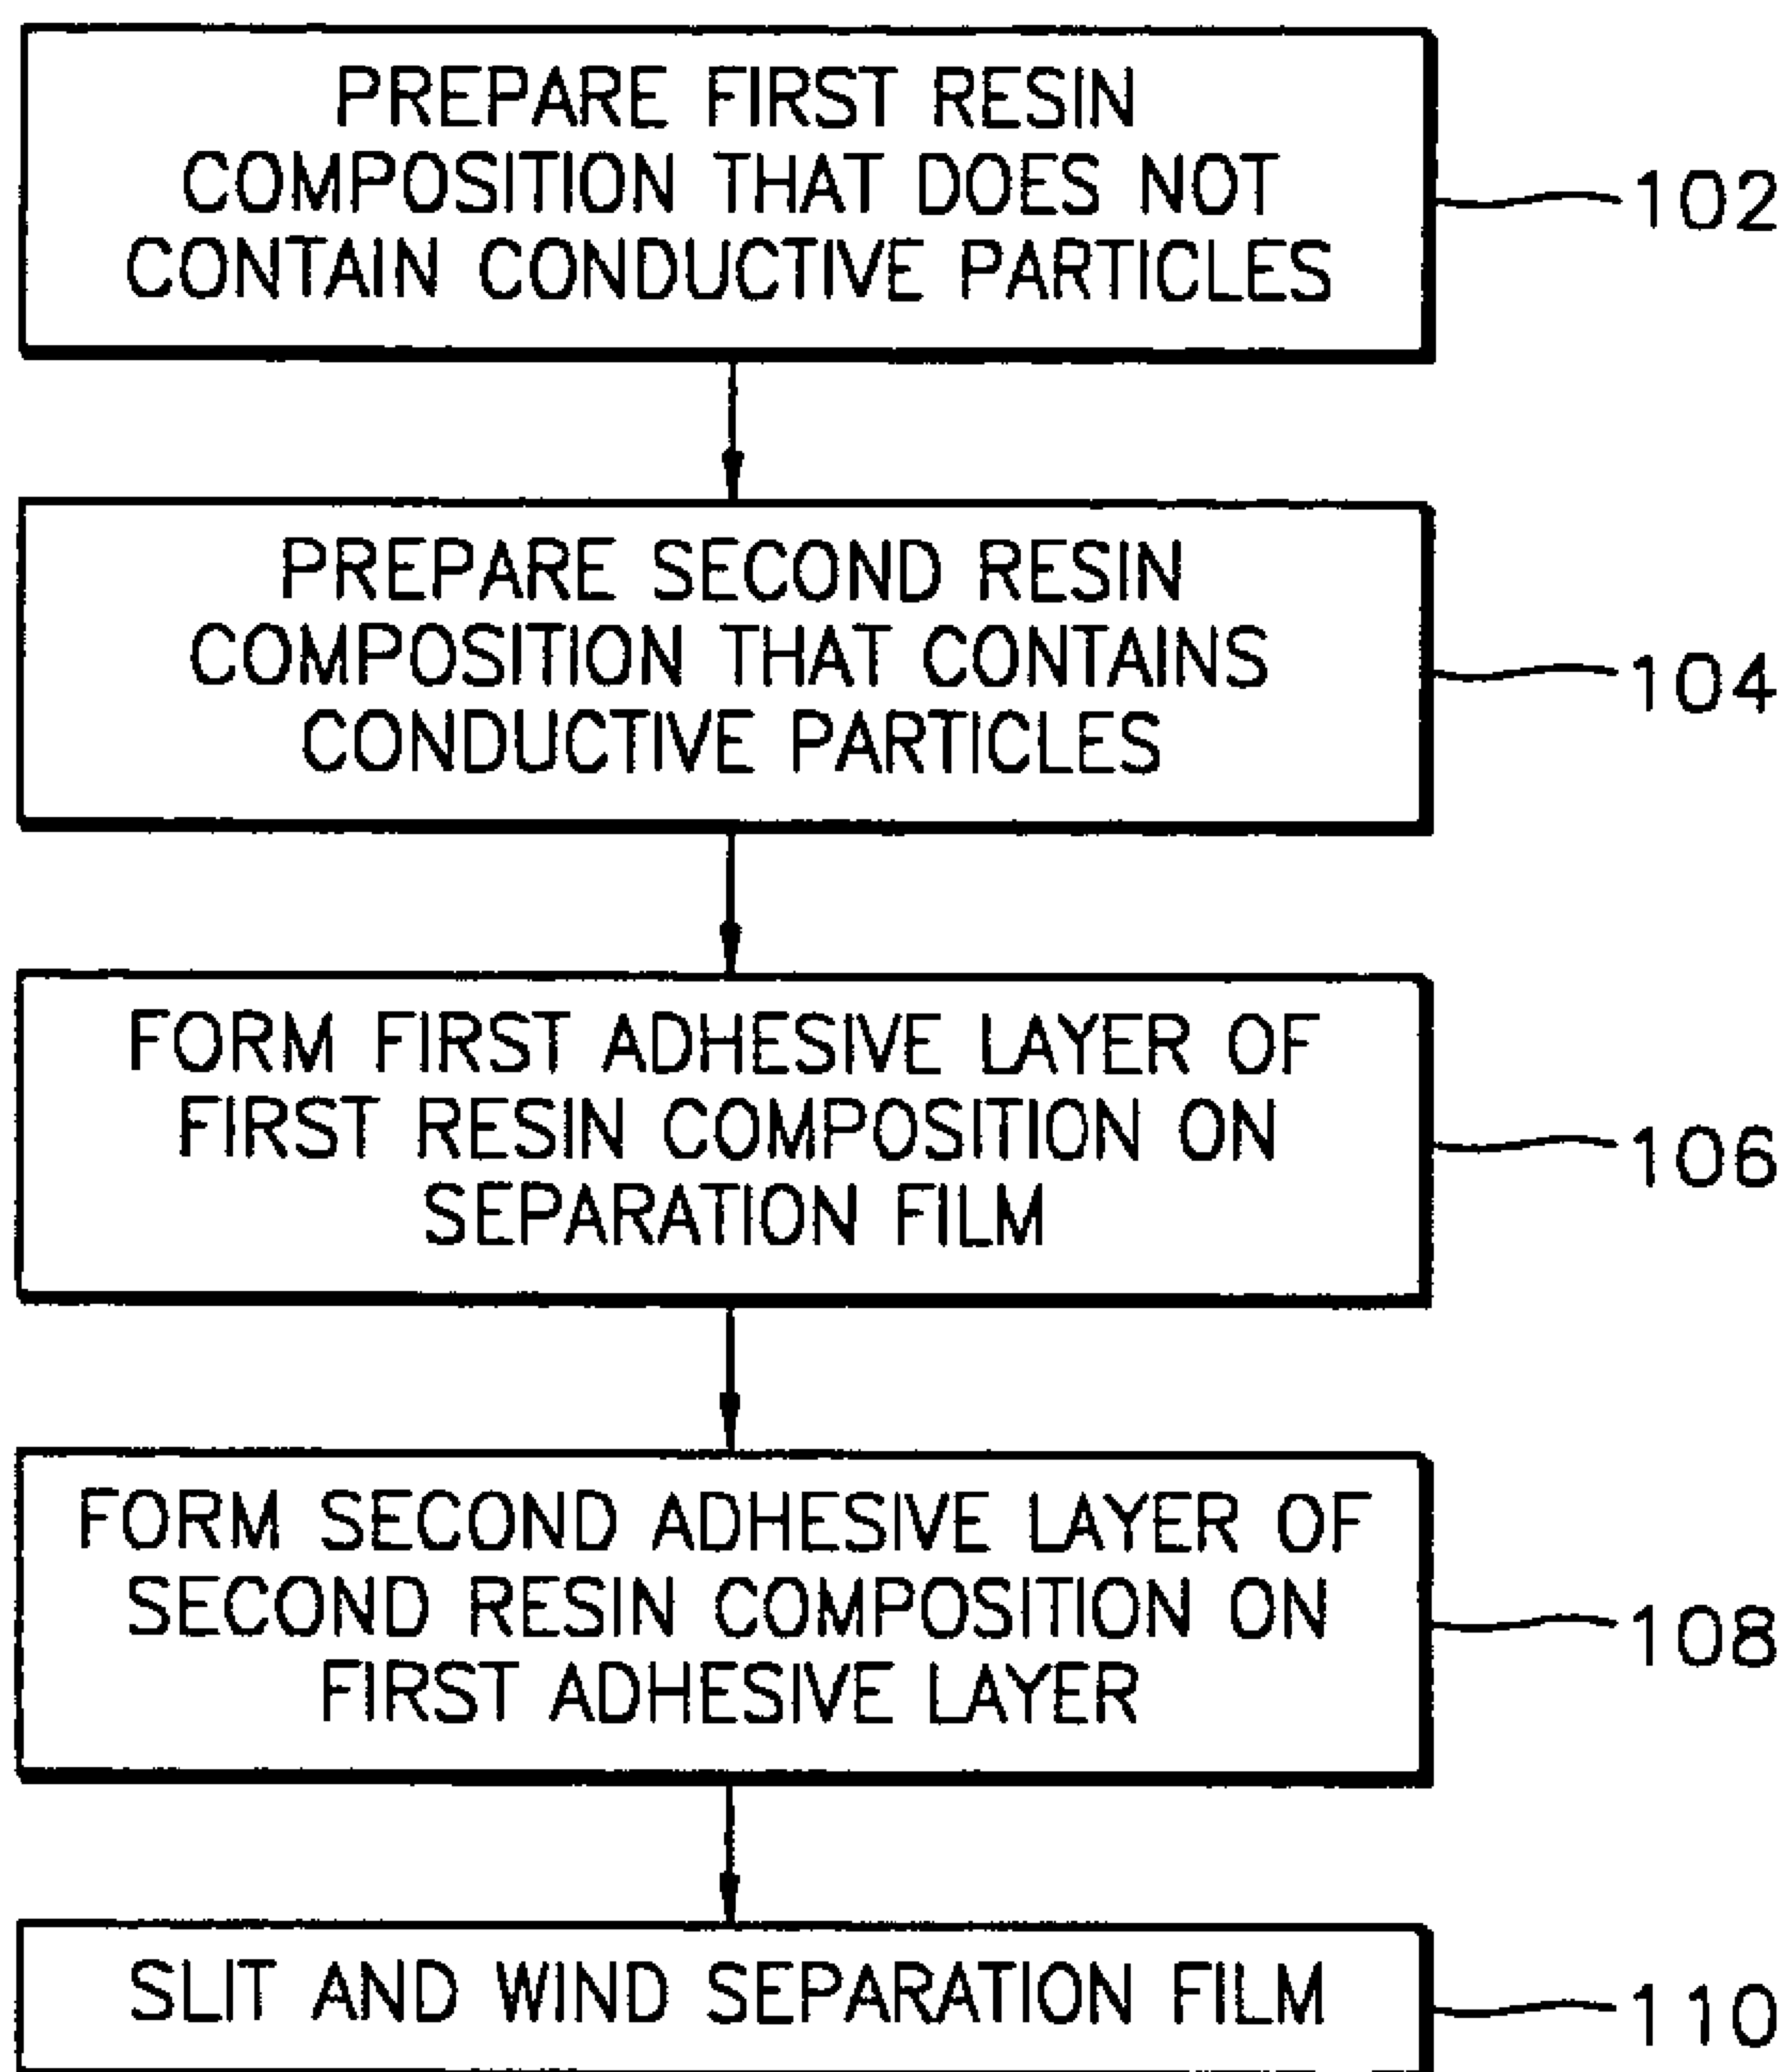 PREPARE FIRST RESIN
COMPOSITION THAT DOES NOT
CONTAIN CONDUCTIVE PARTICLES
102
PREPARE SECOND RESIN
COMPOSITION THAT CONTAINS
CONDUCTIVE PARTICLES
104
FORM FIRST ADHESIVE LAYER OF
FIRST RESIN COMPOSITION ON
SEPARATION FILM
106
FORM SECOND ADHESIVE LAYER OF
SECOND RESIN COMPOSITION ON
FIRST ADHESIVE LAYER
108
SLIT AND WIND SEPARATION FILM
110